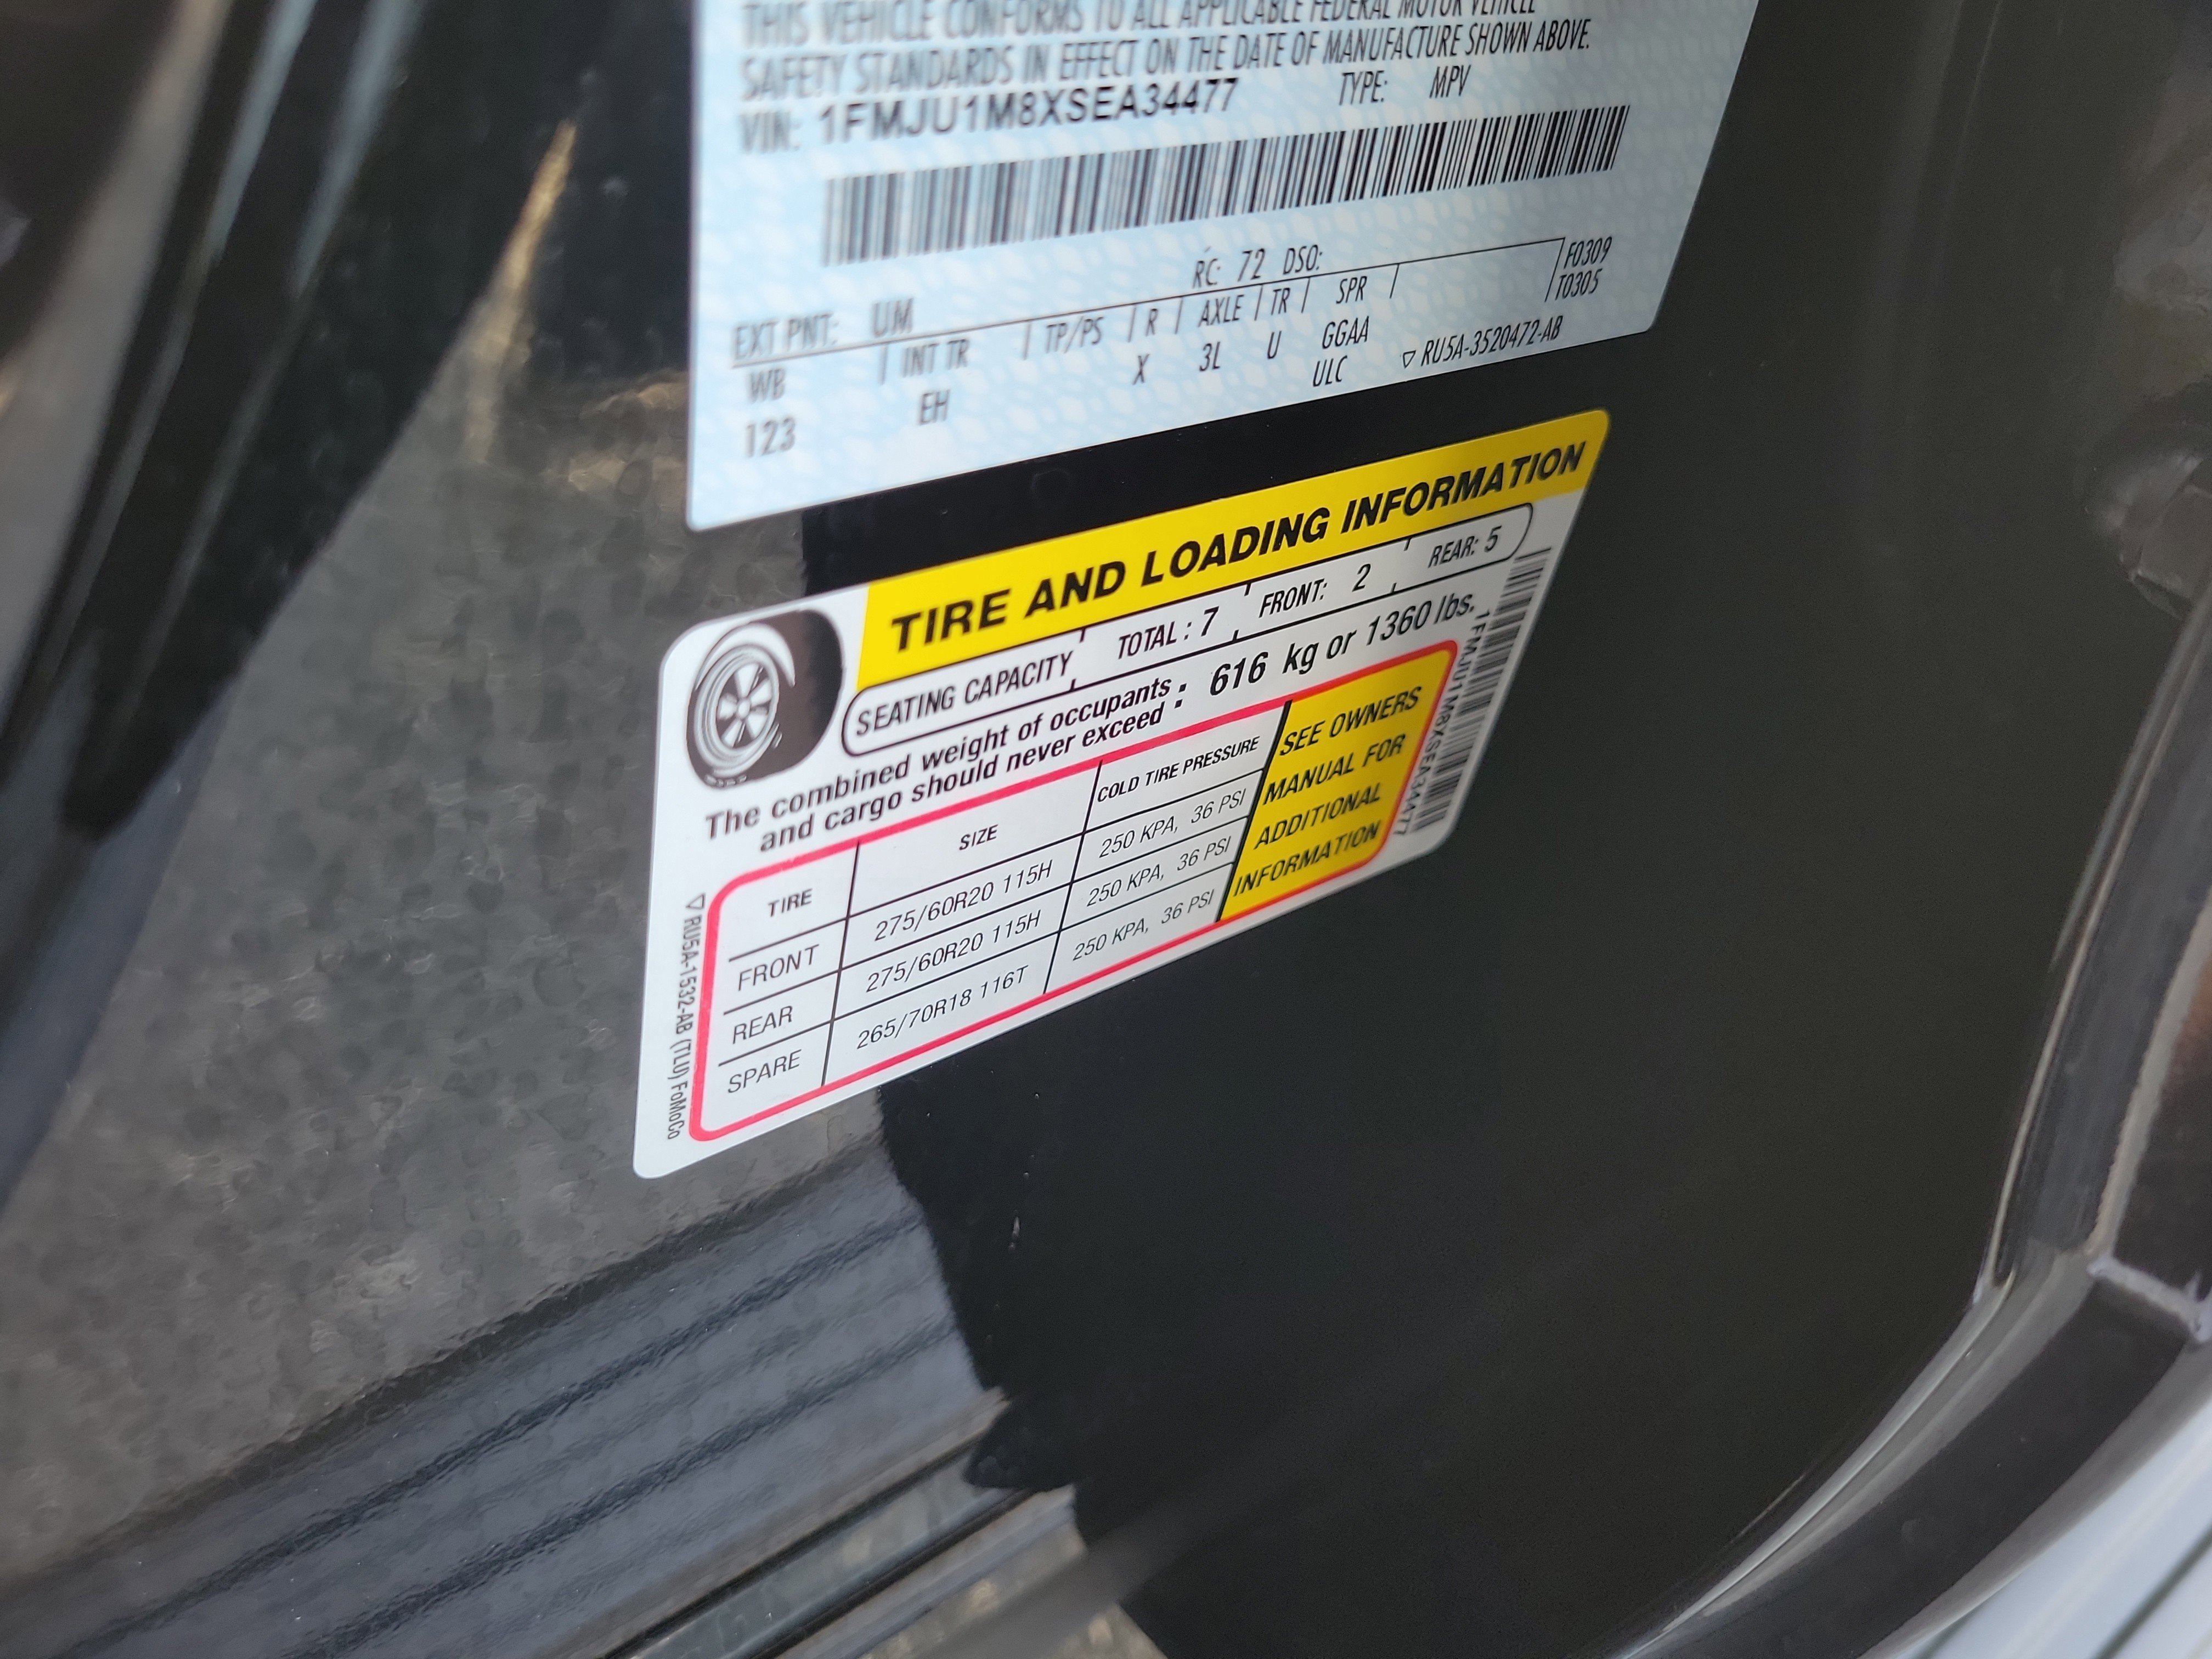 THIS VEHICLE CONFORMS TO ALL APPLICABLE FEDERAL MOTOR VEHICLE
SAFETY STANDARDS IN EFFECT ON THE DATE OF MANUFACTURE SHOWN ABOVE.
VIN: 1FMJU1M8XSEA34477 TYPE: MPV
RC: 72 DSO:
F0309
T0305
EXT PNT: UM
WB | INT TR | TP/PS | R | AXLE | TR | SPR |
123 EH X 3L U GGAA
ULC ▽ RU5A-3520472-AB
TIRE AND LOADING INFORMATION
SEATING CAPACITY TOTAL : 7 FRONT: 2 REAR: 5
The combined weight of occupants
and cargo should never exceed : 616 kg or 1360 lbs.
TIRE SIZE COLD TIRE PRESSURE
FRONT 275/60R20 115H 250 KPA, 36 PSI
REAR 275/60R20 115H 250 KPA, 36 PSI
SPARE 265/70R18 116T 250 KPA, 36 PSI
SEE OWNERS
MANUAL FOR
ADDITIONAL
INFORMATION
1FMJU1M8XSEA34477
▽ RU5A-1532-AB (TLU) FoMoCo